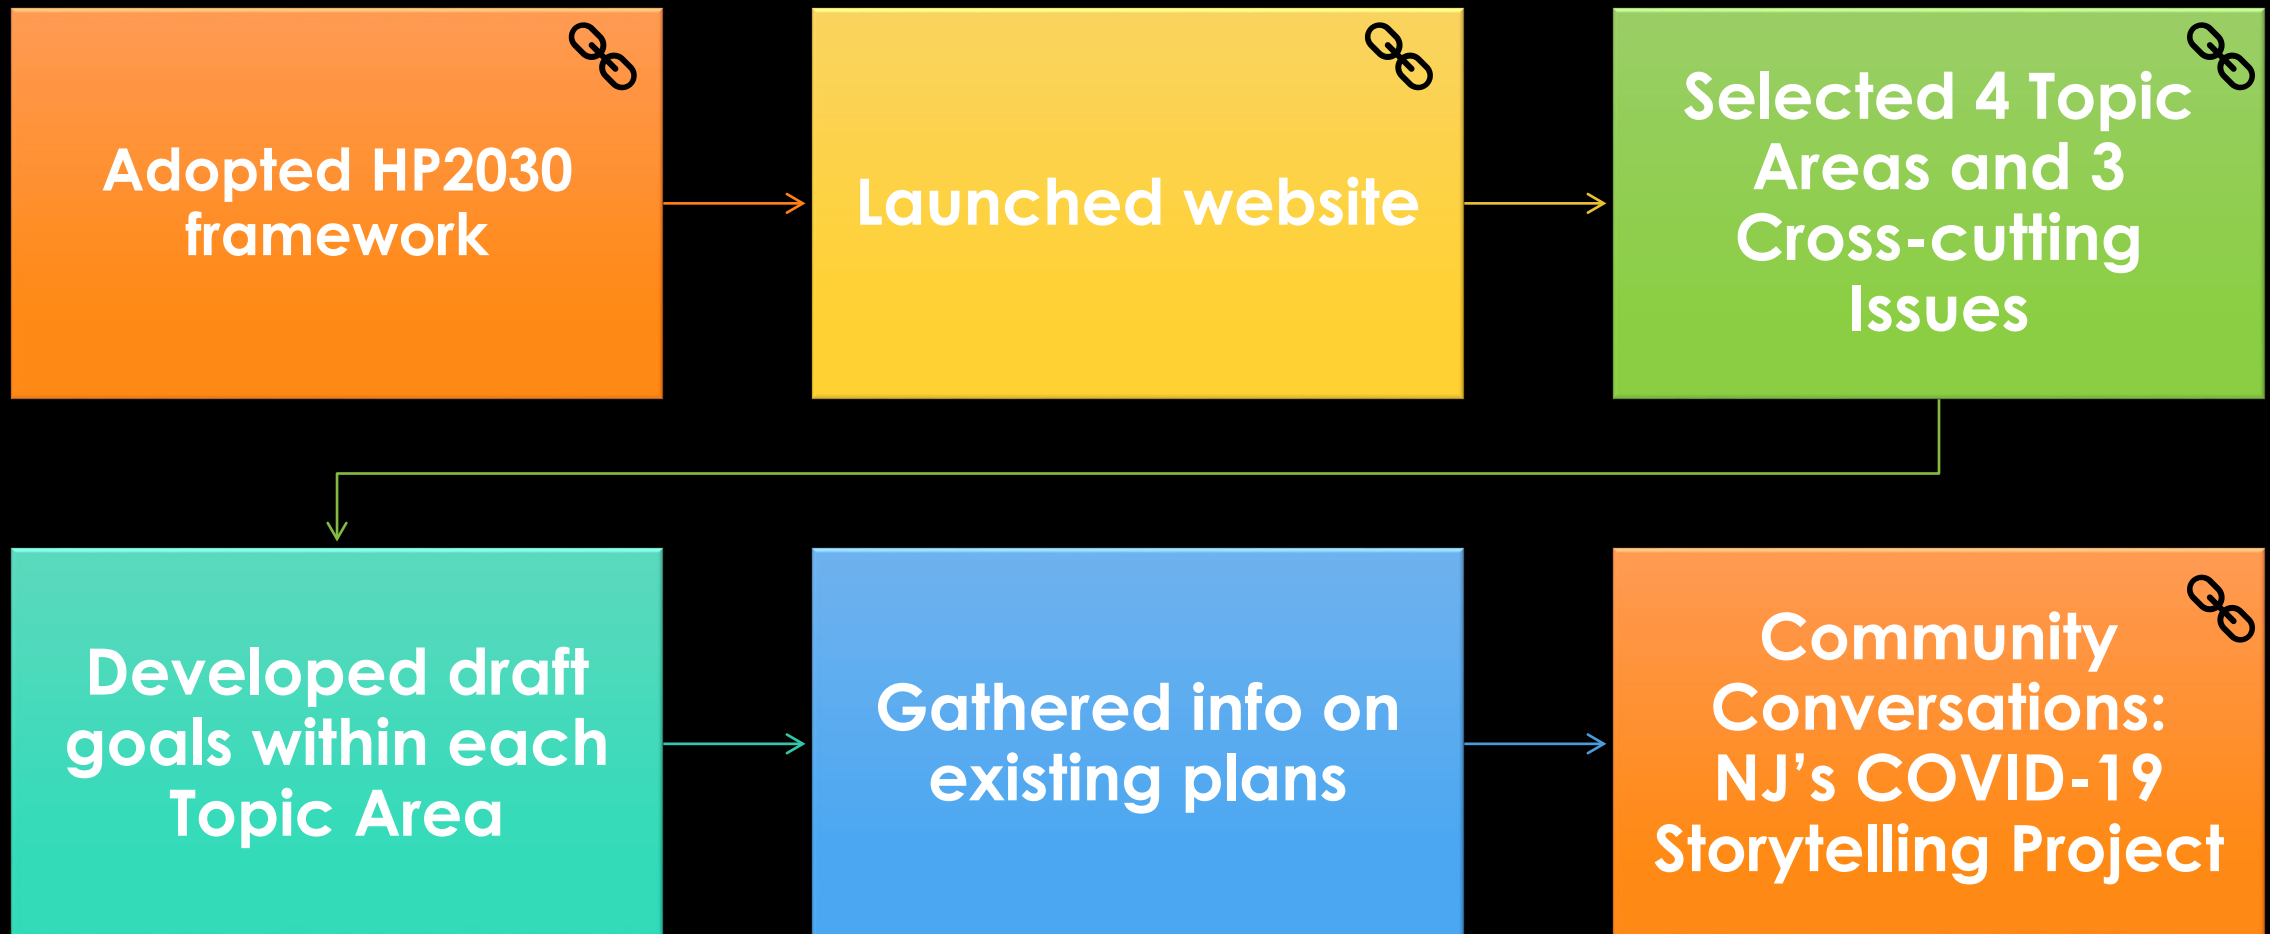 Adopted HP2030
framework
Launched website
Selected 4 Topic
Areas and 3
Cross-cutting
Issues
Developed draft
goals within each
Topic Area
Gathered info on
existing plans
Community
Conversations:
NJ’s COVID-19
Storytelling Project